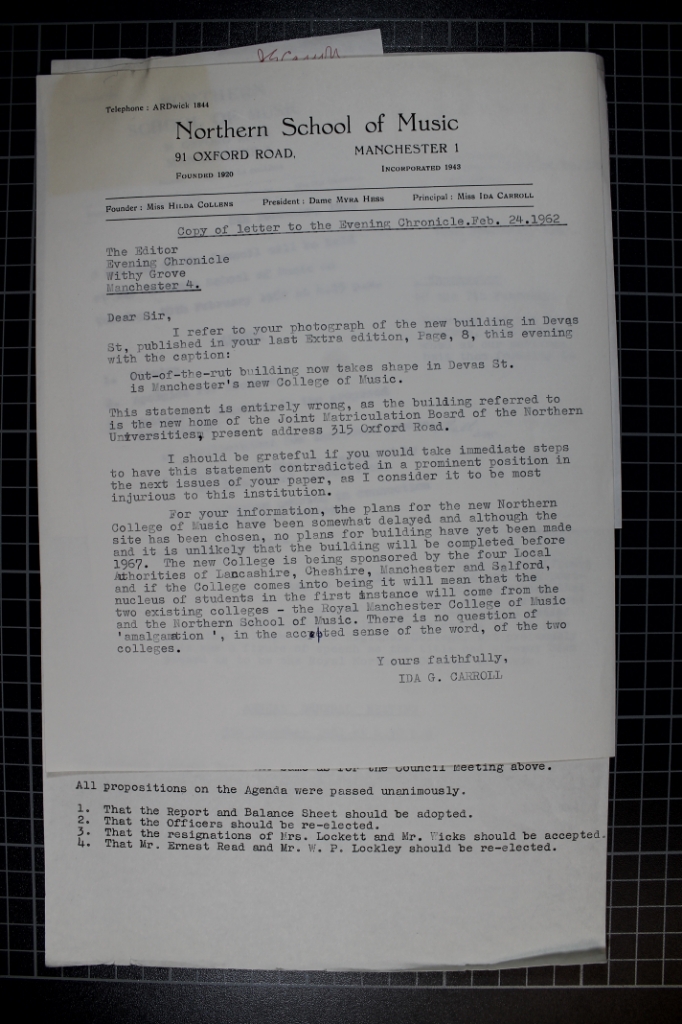 Telephone : ARDwick 1844
Northern School of Music
91 OXFORD ROAD, MANCHESTER 1
FOUNDED 1920 INCORPORATED 1943
Founder : Miss HILDA COLLENS President : Dame MYRA HESS Principal : Miss IDA CARROLL
Copy of letter to the Evening Chronicle.Feb. 24.1962
The Editor
Evening Chronicle
Withy Grove
Manchester 4.
Dear Sir,
I refer to your photograph of the new building in Devas
St, published in your last Extra edition, Page, 8, this evening
with the caption:
Out-of-the-rut building now takes shape in Devas St.
is Manchester's new College of Music.
This statement is entirely wrong, as the building referred to
is the new home of the Joint Matriculation Board of the Northern
Universities, present address 315 Oxford Road.
I should be grateful if you would take immediate steps
to have this statement contradicted in a prominent position in
the next issues of your paper, as I consider it to be most
injurious to this institution.
For your information, the plans for the new Northern
College of Music have been somewhat delayed and although the
site has been chosen, no plans for building have yet been made
and it is unlikely that the building will be completed before
1967. The new College is being sponsored by the four Local
Authorities of Lancashire, Cheshire, Manchester and Salford,
and if the College comes into being it will mean that the
nucleus of students in the first instance will come from the
two existing colleges - the Royal Manchester College of Music
and the Northern School of Music. There is no question of
'amalgamtion ', in the accepted sense of the word, of the two
colleges.
Yours faithfully,
IDA G. CARROLL
same as for the Council Meeting above.
All propositions on the Agenda were passed unanimously.
1. That the Report and Balance Sheet should be adopted.
2. That the Officers should be re-elected.
3. That the resignations of Mrs. Lockett and Mr. Wicks should be accepted.
4. That Mr. Ernest Read and Mr. W. P. Lockley should be re-elected.